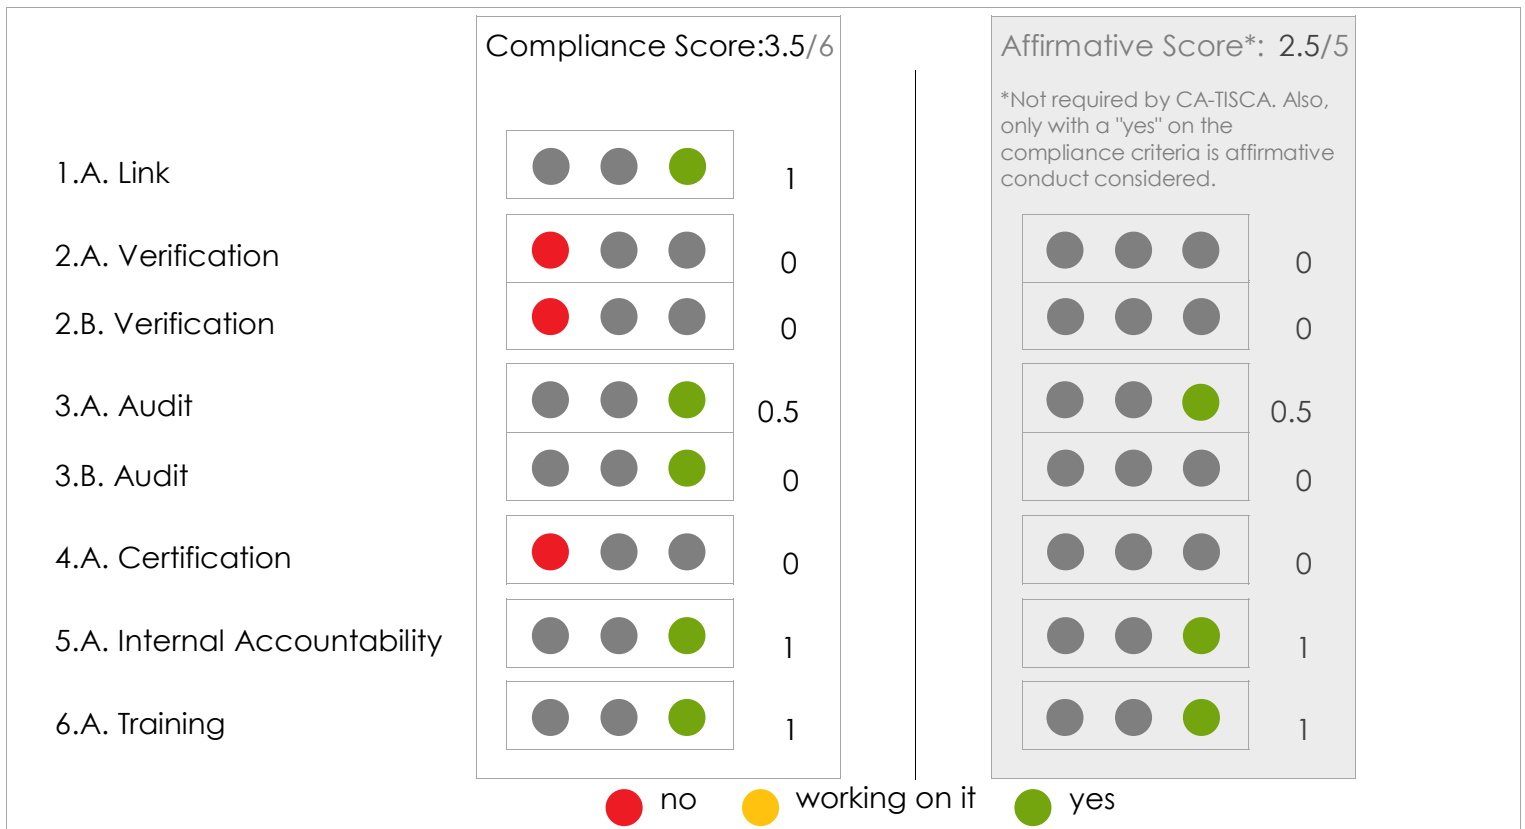 Compliance Score:3.5/6
Affirmative Score*: 2.5/5
*Not required by CA-TISCA. Also,
only with a "yes" on the
compliance criteria is affirmative
conduct considered.
1.A. Link 1
2.A. Verification 0 0
2.B. Verification 0 0
3.A. Audit 0.5 0.5
3.B. Audit 0 0
4.A. Certification 0 0
5.A. Internal Accountability 1 1
6.A. Training 1 1
no working on it yes